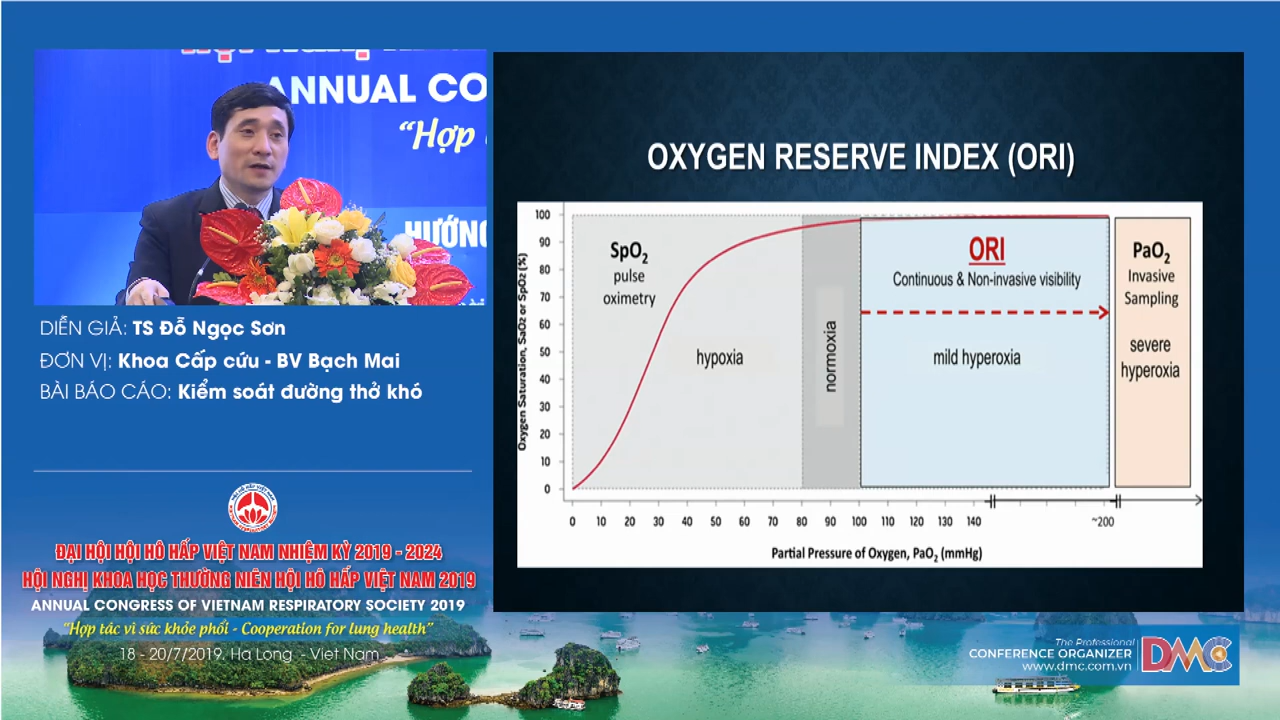 ANNUAL CO
“Hợp
HƯỚNG
DIỄN GIẢ: TS Đỗ Ngọc Sơn
ĐƠN VỊ: Khoa Cấp cứu - BV Bạch Mai
BÀI BÁO CÁO: Kiểm soát đường thở khó
ĐẠI HỘI HỘI HÔ HẤP VIỆT NAM NHIỆM KỲ 2019 - 2024
HỘI NGHỊ KHOA HỌC THƯỜNG NIÊN HỘI HÔ HẤP VIỆT NAM 2019
ANNUAL CONGRESS OF VIETNAM RESPIRATORY SOCIETY 2019
“Hợp tác vì sức khỏe phổi - Cooperation for lung health”
18 - 20/7/2019. Ha Long - Viet Nam
OXYGEN RESERVE INDEX (ORI)
Oxygen Saturation, SaO2 or SpO2 (%)
100
90
80
70
60
50
40
30
20
10
0
SpO2
pulse
oximetry
hypoxia
normoxia
ORI
Continuous & Non-invasive visibility
mild hyperoxia
PaO2
Invasive
Sampling
severe
hyperoxia
0 10 20 30 40 50 60 70 80 90 100 110 120 130 140 ~200
Partial Pressure of Oxygen, PaO2 (mmHg)
The Professional
CONFERENCE ORGANIZER
www.dmc.com.vn
DMC